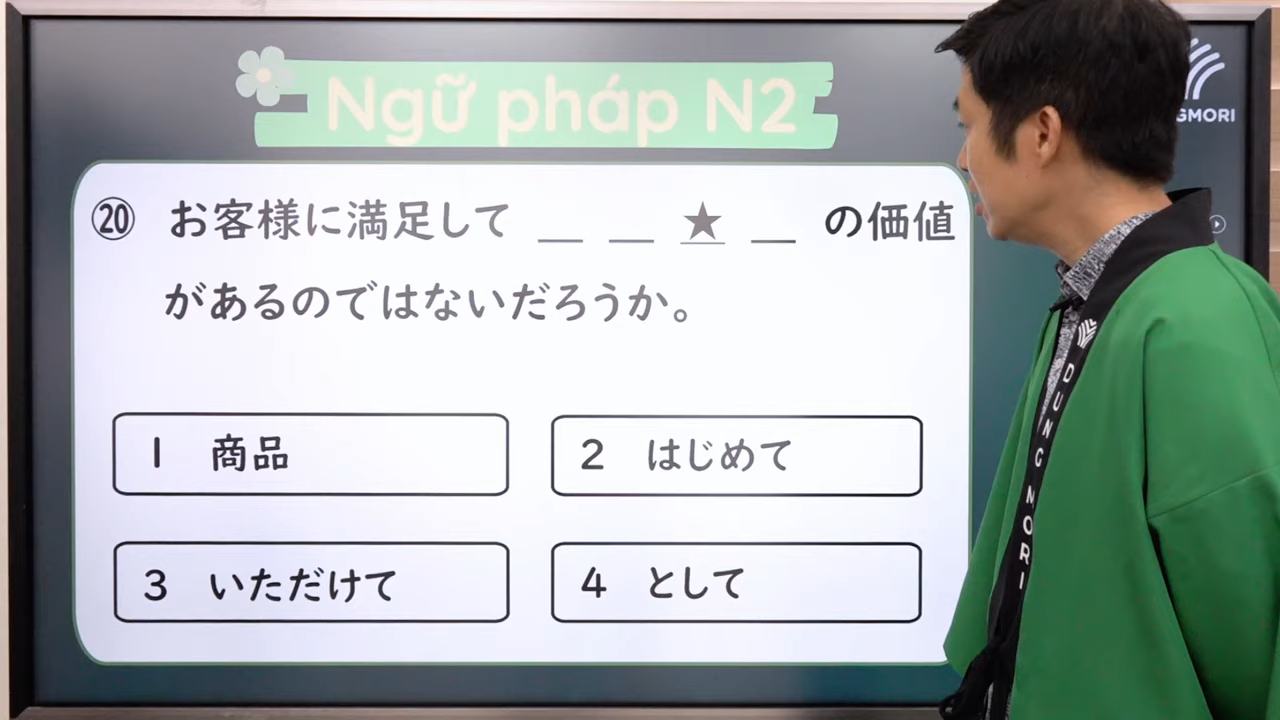 Ngữ pháp N2
GMORI
⑳ お客様に満足して _ _ ★ _ の価値
があるのではないだろうか。
1 商品
2 はじめて
3 いただけて
4 として
DUNGMORI